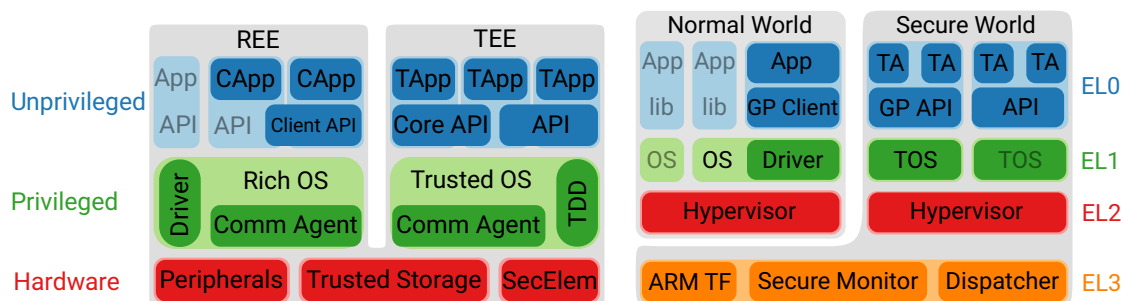 REE
TEE
Normal World
Secure World
Unprivileged
App
CApp
CApp
TApp
TApp
TApp
API
API
Client API
Core API
API
App
App
App
TA
TA
TA
TA
EL0
lib
lib
GP Client
GP API
API
Privileged
Driver
Rich OS
Comm Agent
Trusted OS
Comm Agent
TDD
OS
OS
Driver
TOS
TOS
EL1
Hypervisor
Hypervisor
EL2
Hardware
Peripherals
Trusted Storage
SecElem
ARM TF
Secure Monitor
Dispatcher
EL3